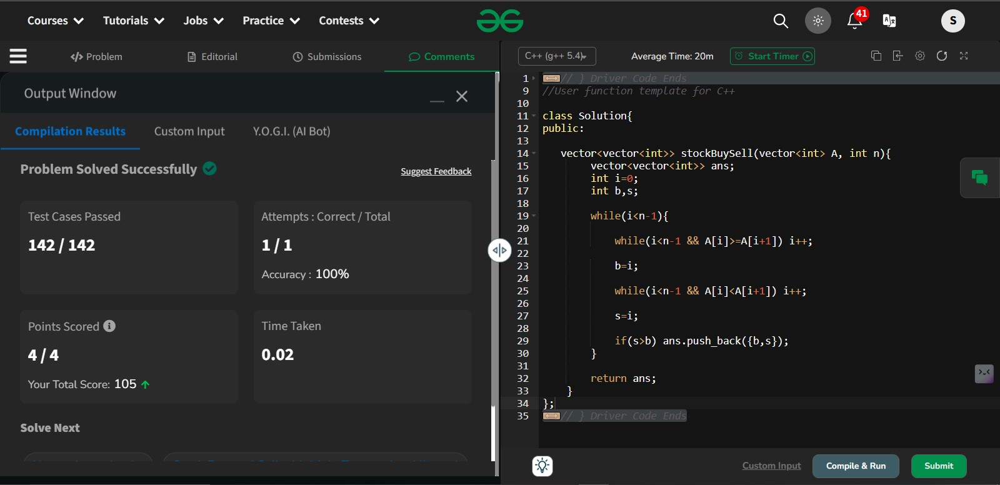 Courses
Tutorials
Jobs
Practice
Contests
41
S
</> Problem
Editorial
Submissions
Comments
C++ (g++ 5.4)
Average Time: 20m
Start Timer
Output Window
Compilation Results
Custom Input
Y.O.G.I. (AI Bot)
Problem Solved Successfully
Suggest Feedback
Test Cases Passed
142 / 142
Attempts : Correct / Total
1 / 1
Accuracy : 100%
Points Scored
4 / 4
Your Total Score: 105
Time Taken
0.02
Solve Next
1 // } Driver Code Ends
9 //User function template for C++
10
11 class Solution{
12 public:
13
14 vector<vector<int>> stockBuySell(vector<int> A, int n){
15 vector<vector<int>> ans;
16 int i=0;
17 int b,s;
18
19 while(i<n-1){
20
21 while(i<n-1 && A[i]>=A[i+1]) i++;
22
23 b=i;
24
25 while(i<n-1 && A[i]<A[i+1]) i++;
26
27 s=i;
28
29 if(s>b) ans.push_back({b,s});
30 }
31
32 return ans;
33 }
34 };
35 // } Driver Code Ends
Custom Input
Compile & Run
Submit